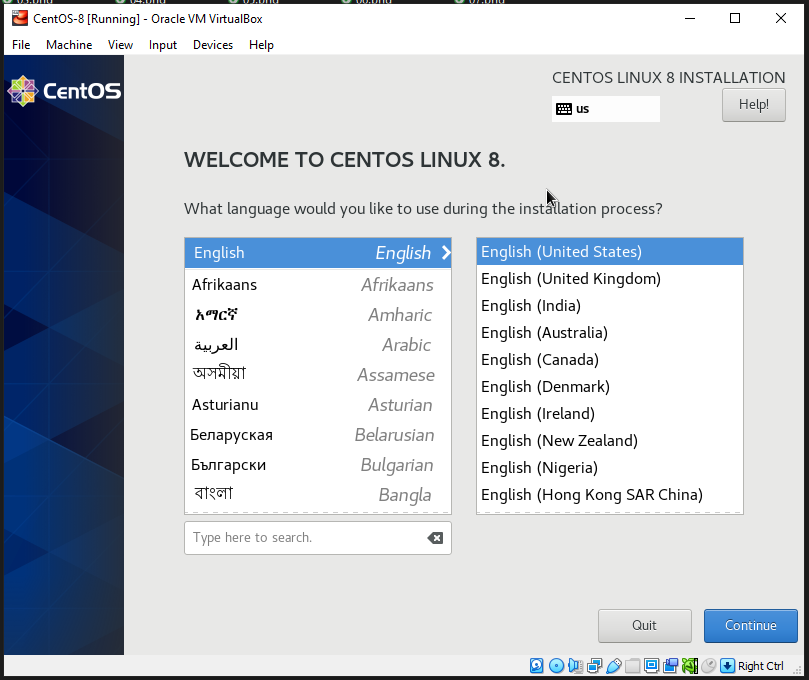 CentOS-8 [Running] - Oracle VM VirtualBox
File Machine View Input Devices Help
CentOS
CENTOS LINUX 8 INSTALLATION
us
Help!
WELCOME TO CENTOS LINUX 8.
What language would you like to use during the installation process?
English English
Afrikaans Afrikaans
አማርኛ Amharic
العربية Arabic
অসমীয়া Assamese
Asturianu Asturian
Беларуская Belarusian
Български Bulgarian
বাংলা Bangla
Type here to search.
English (United States)
English (United Kingdom)
English (India)
English (Australia)
English (Canada)
English (Denmark)
English (Ireland)
English (New Zealand)
English (Nigeria)
English (Hong Kong SAR China)
Quit
Continue
Right Ctrl